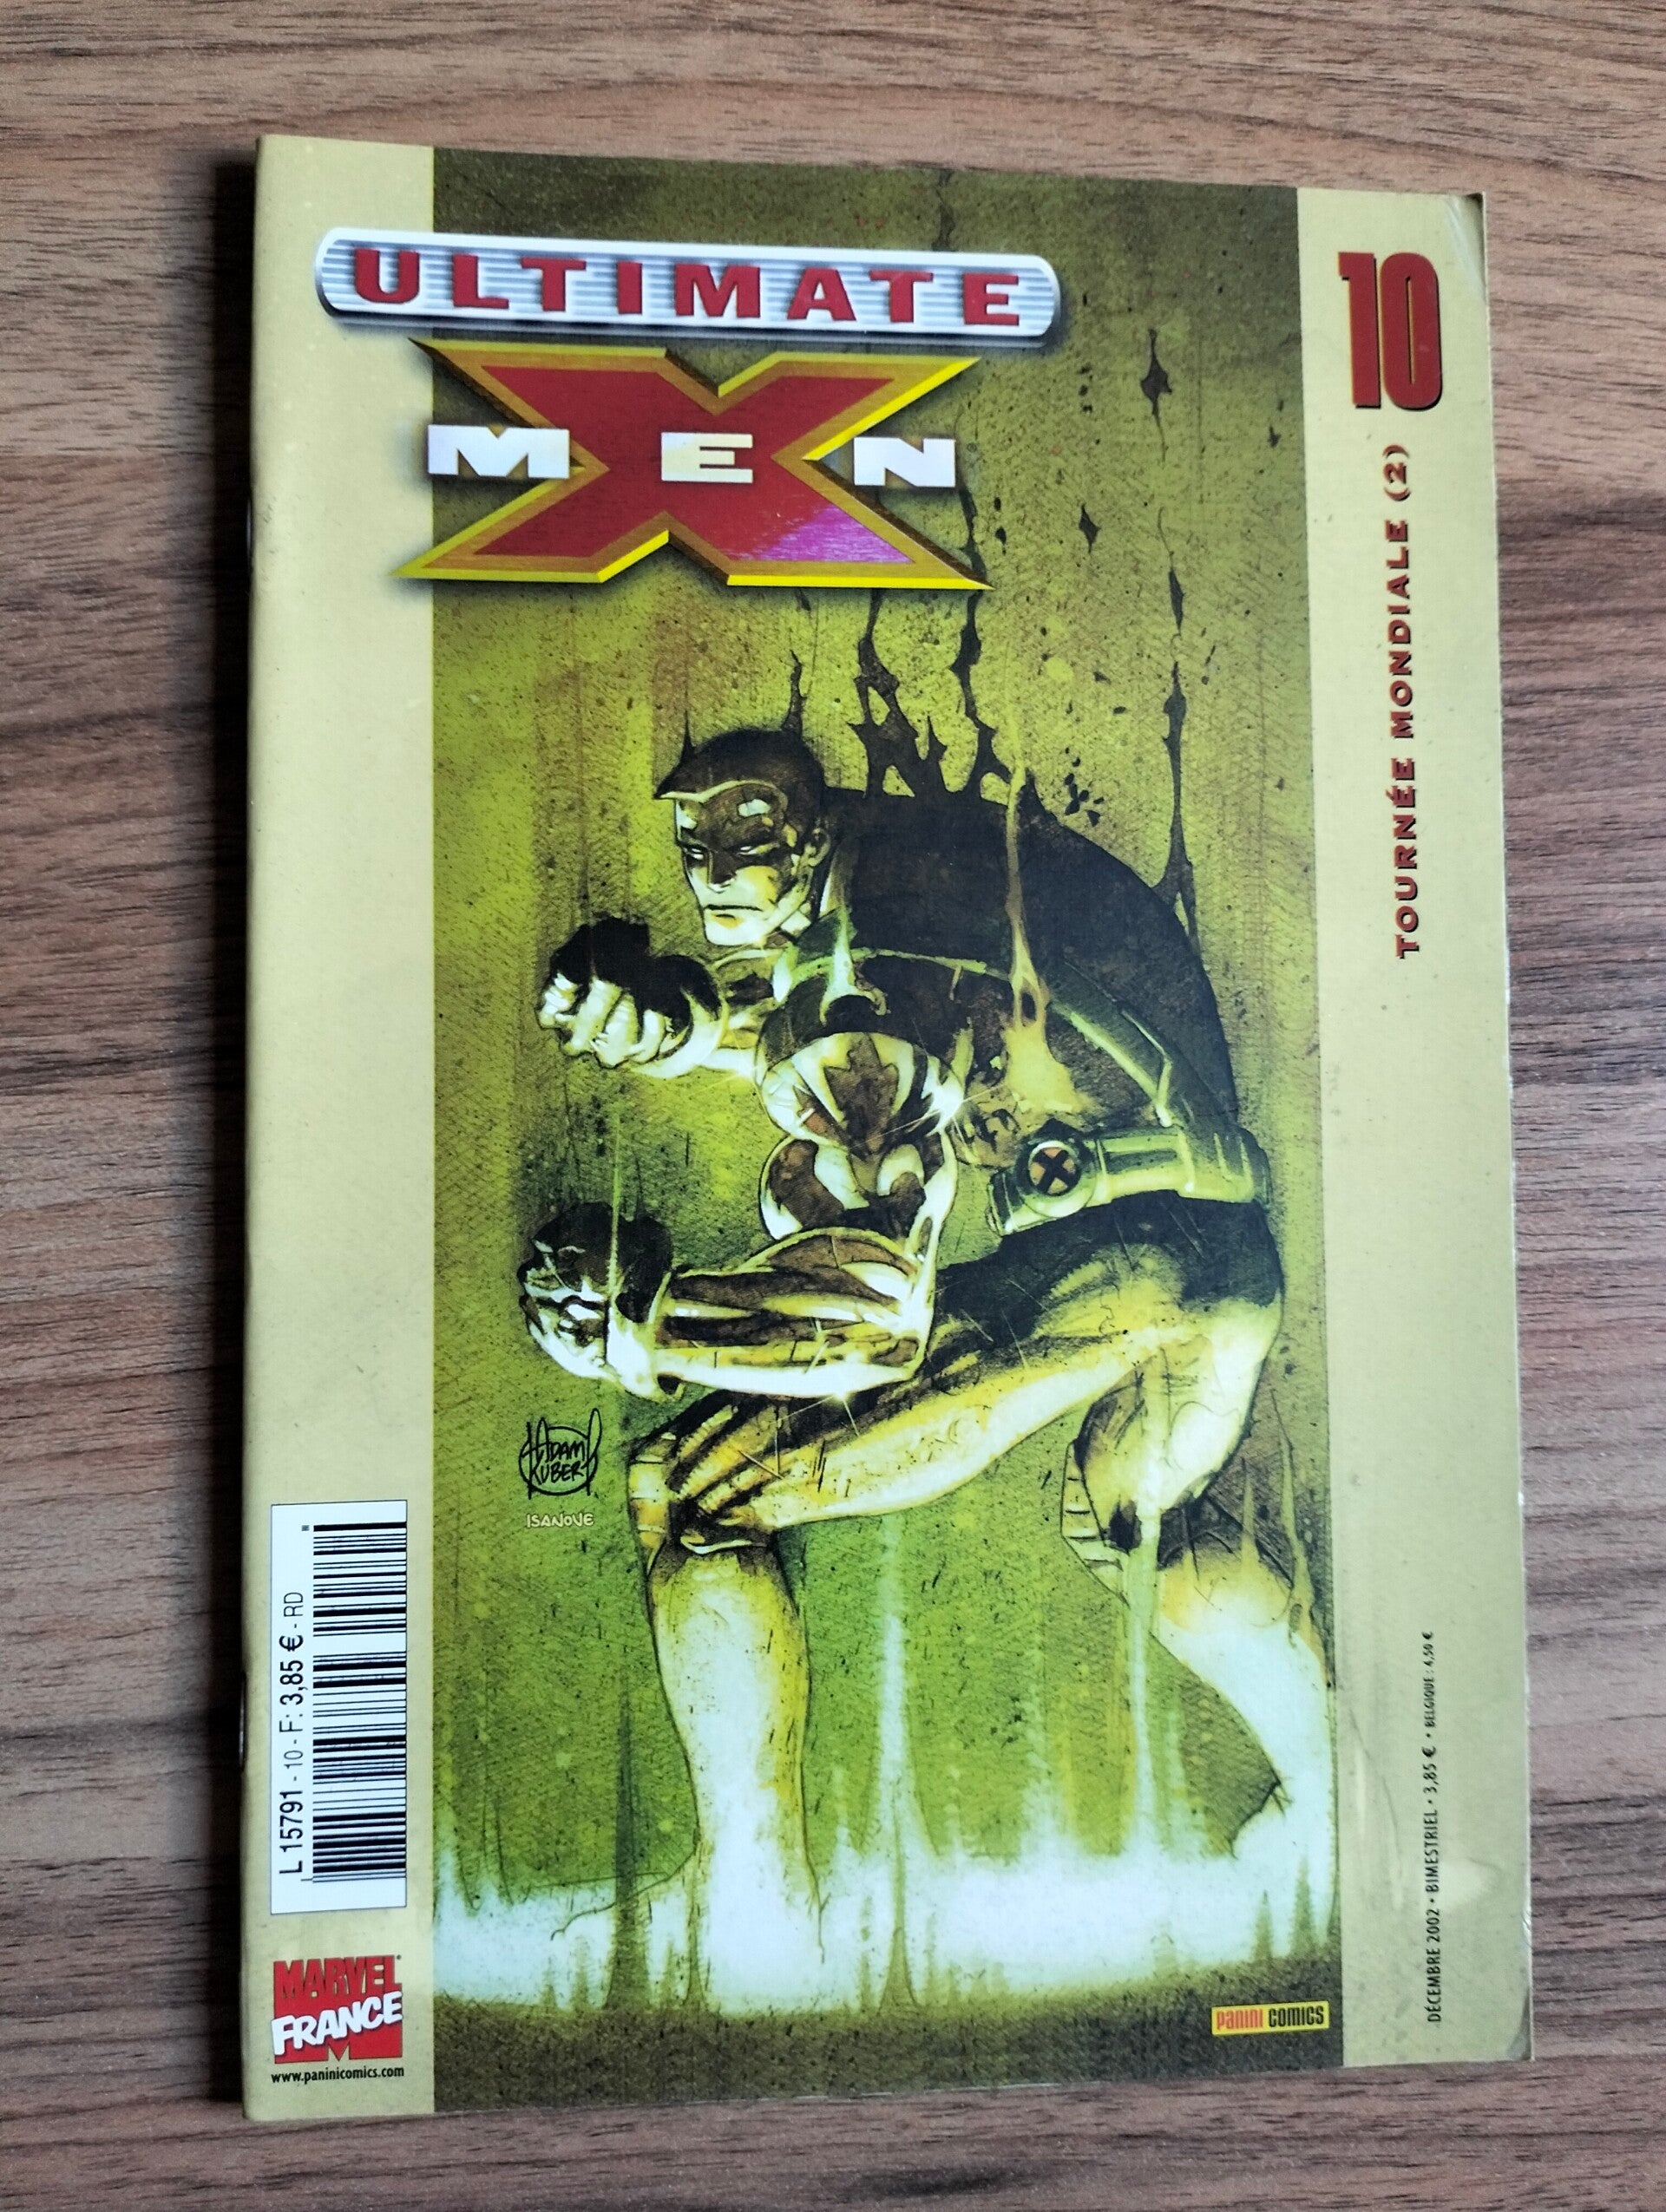 ULTIMATE
X
MEN
10
TOURNÉE MONDIALE (2)
ADAM
KUBERT
ISANOVE
L 15791 - 10 - F: 3,85 € - RD
MARVEL
FRANCE
www.paninicomics.com
PANINI COMICS
DÉCEMBRE 2002 • BIMESTRIEL • 3,85 € • BELGIQUE : 4,50 €